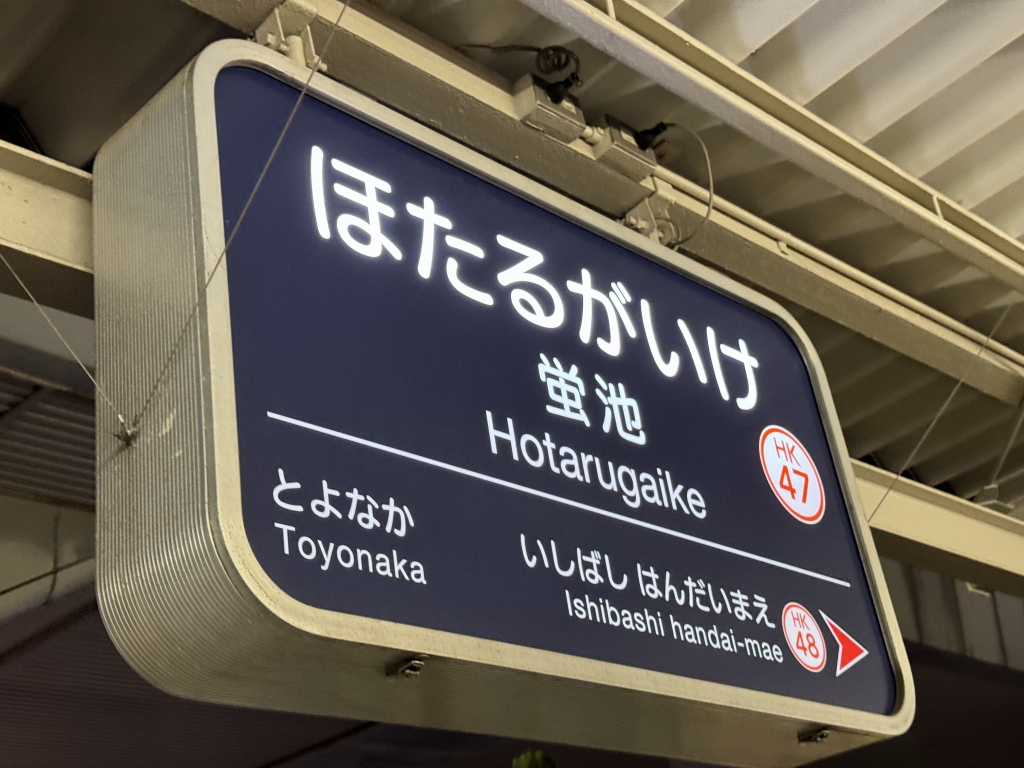 ほたるがいけ
蛍池
Hotarugaike
HK
47
とよなか
Toyonaka
いしばし はんだいまえ
Ishibashi handai-mae
HK
48